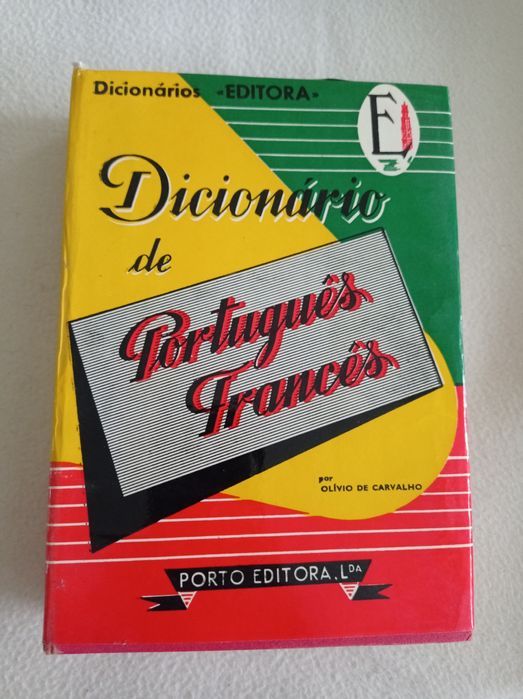 Dicionários «EDITORA»
E
Dicionário
de
Português
Francês
por
OLÍVIO DE CARVALHO
PORTO EDITORA, LDA